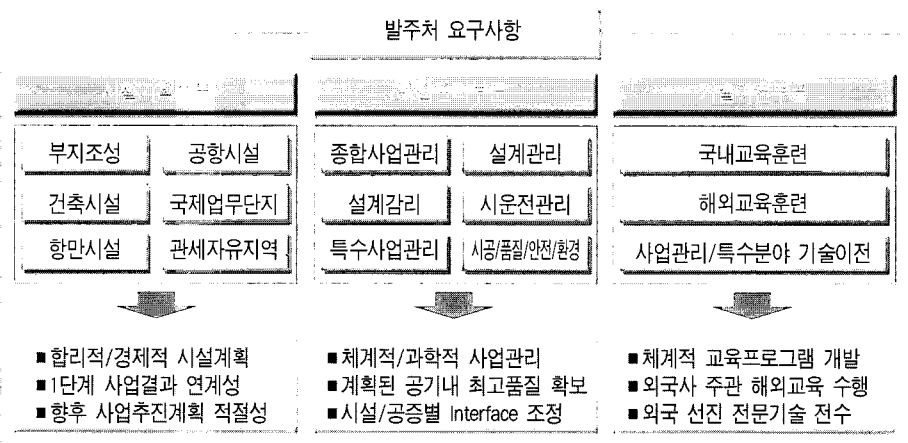 발주처 요구사항
부지조성 공항시설
건축시설 국제업무단지
항만시설 관세자유지역
종합사업관리 설계관리
설계감리 시운전관리
특수사업관리 시공/품질/안전/환경
국내교육훈련
해외교육훈련
사업관리/특수분야 기술이전
■합리적/경제적 시설계획
■1단계 사업결과 연계성
■향후 사업추진계획 적절성
■체계적/과학적 사업관리
■계획된 공기내 최고품질 확보
■시설/공증별 Interface 조정
■체계적 교육프로그램 개발
■외국사 주관 해외교육 수행
■외국 선진 전문기술 전수